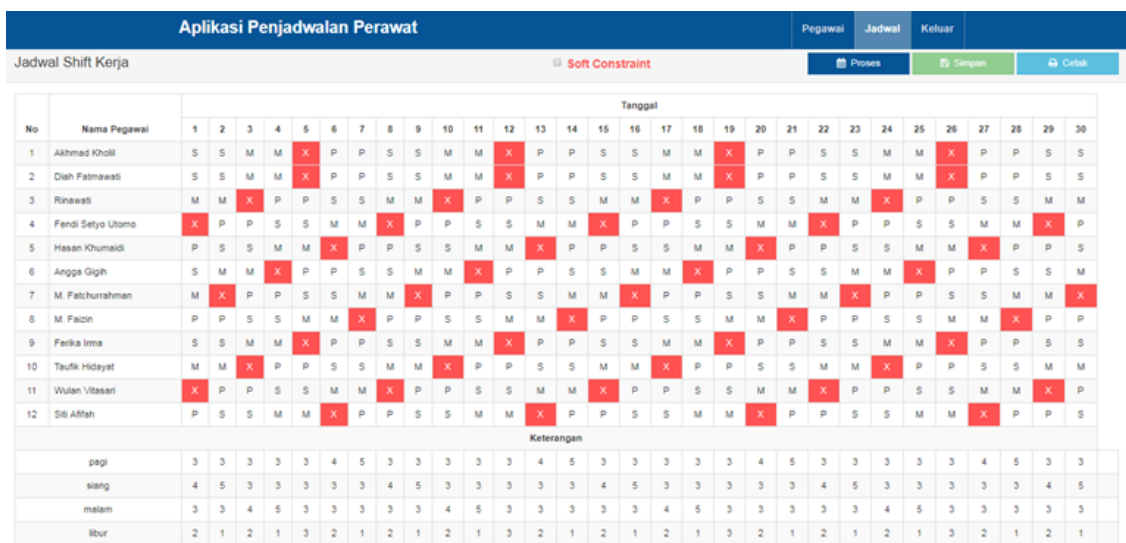 Aplikasi Penjadwalan Perawat Pegawai Jadwal Keluar
Jadwal Shift Kerja Soft Constraint Proses Simpan Cetak
Tanggal
No Nama Pegawai 1 2 3 4 5 6 7 8 9 10 11 12 13 14 15 16 17 18 19 20 21 22 23 24 25 26 27 28 29 30
1 Akhmad Kholil S S M M X P P S S M M X P P S S M M X P P S S M M X P P S S
2 Diah Fatmawati S S M M X P P S S M M X P P S S M M X P P S S M M X P P S S
3 Rinawati M M X P P S S M M X P P S S M M X P P S S M M X P P S S M M
4 Fendi Setyo Utomo X P P S S M M X P P S S M M X P P S S M M X P P S S M M X P
5 Hasan Khumaidi P S S M M X P P S S M M X P P S S M M X P P S S M M X P P S
6 Angga Gigih S M M X P P S S M M X P P S S M M X P P S S M M X P P S S M
7 M. Fatchurrahman M X P P S S M M X P P S S M M X P P S S M M X P P S S M M X
8 M. Faizin P P S S M M X P P S S M M X P P S S M M X P P S S M M X P P
9 Ferika Irma S S M M X P P S S M M X P P S S M M X P P S S M M X P P S S
10 Taufik Hidayat M M X P P S S M M X P P S S M M X P P S S M M X P P S S M M
11 Wulan Vitasari X P P S S M M X P P S S M M X P P S S M M X P P S S M M X P
12 Siti Afifah P S S M M X P P S S M M X P P S S M M X P P S S M M X P P S
Keterangan
pagi 3 3 3 3 3 4 5 3 3 3 3 3 4 5 3 3 3 3 3 4 5 3 3 3 3 3 4 5 3 3
siang 4 5 3 3 3 3 3 4 5 3 3 3 3 3 4 5 3 3 3 3 3 4 5 3 3 3 3 3 4 5
malam 3 3 4 5 3 3 3 3 3 4 5 3 3 3 3 3 4 5 3 3 3 3 3 4 5 3 3 3 3 3
libur 2 1 2 1 3 2 1 2 1 2 1 3 2 1 2 1 2 1 3 2 1 2 1 2 1 3 2 1 2 1